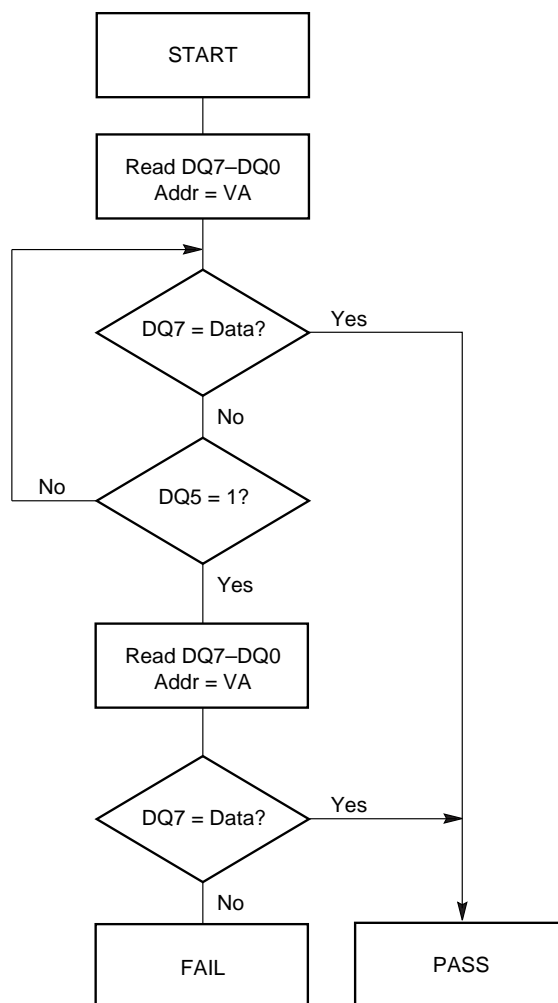 START
Read DQ7–DQ0
Addr = VA
DQ7 = Data?
Yes
No
No
DQ5 = 1?
Yes
Read DQ7–DQ0
Addr = VA
DQ7 = Data?
Yes
No
FAIL
PASS